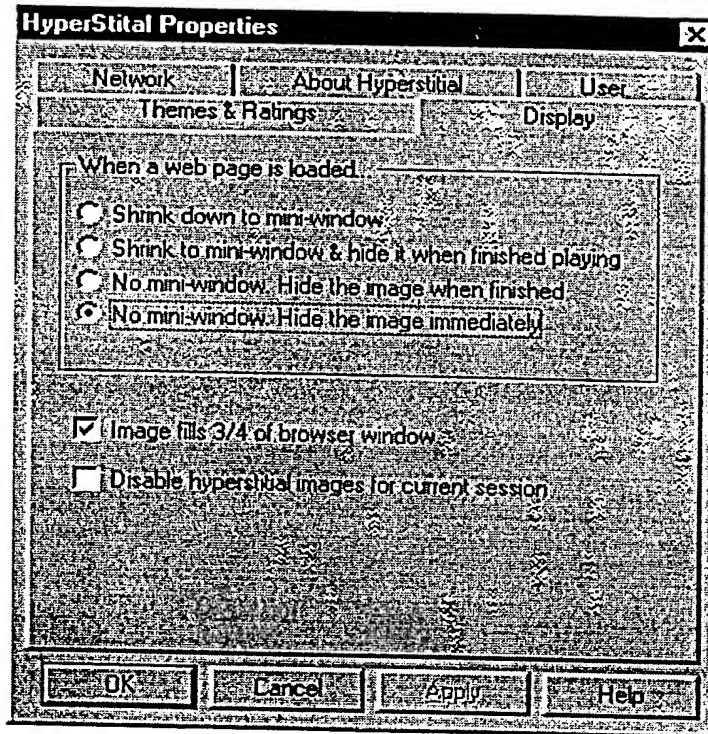 HyperStital Properties
Network About Hyperstitial User
Themes & Ratings Display
When a web page is loaded...
Shrink down to mini-window
Shrink to mini-window & hide it when finished playing
No mini-window. Hide the image when finished
No mini-window. Hide the image immediately
Image fills 3/4 of browser window
Disable hyperstitial images for current session
OK Cancel Apply Help